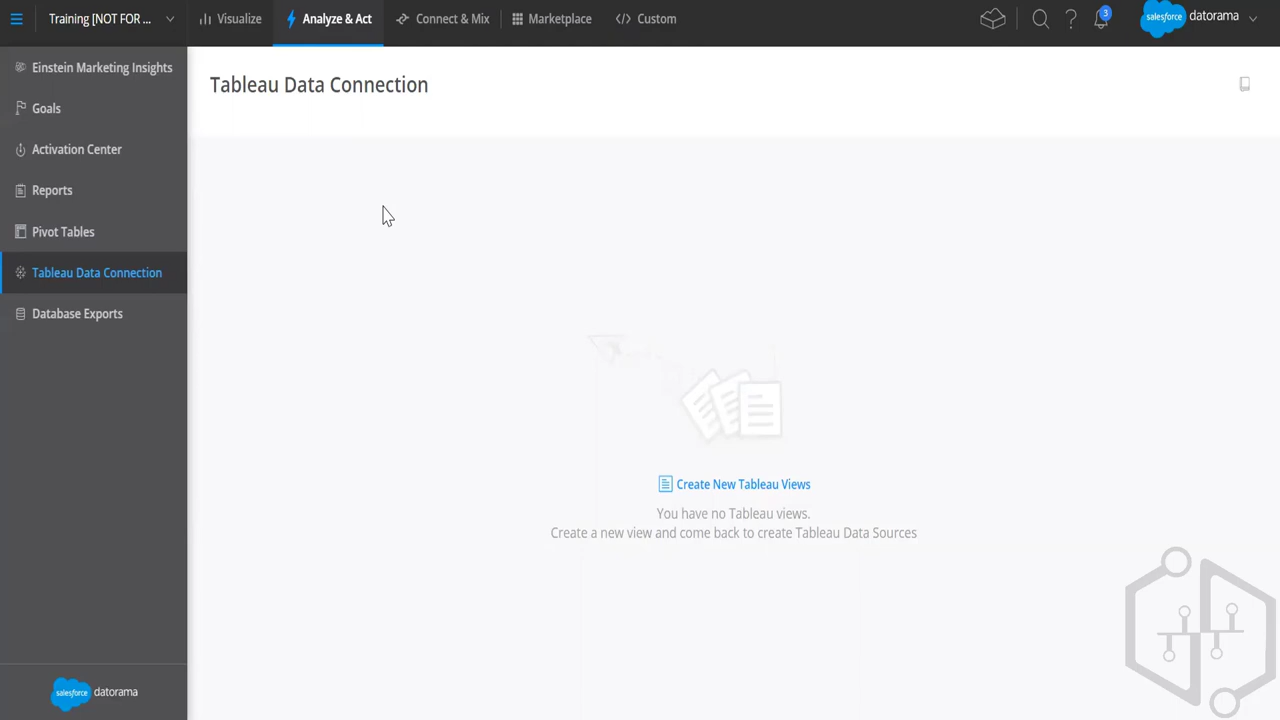 Training [NOT FOR ...
Visualize
Analyze & Act
Connect & Mix
Marketplace
Custom
3
salesforce datorama
Einstein Marketing Insights
Goals
Activation Center
Reports
Pivot Tables
Tableau Data Connection
Database Exports
Tableau Data Connection
Create New Tableau Views
You have no Tableau views.
Create a new view and come back to create Tableau Data Sources
salesforce datorama